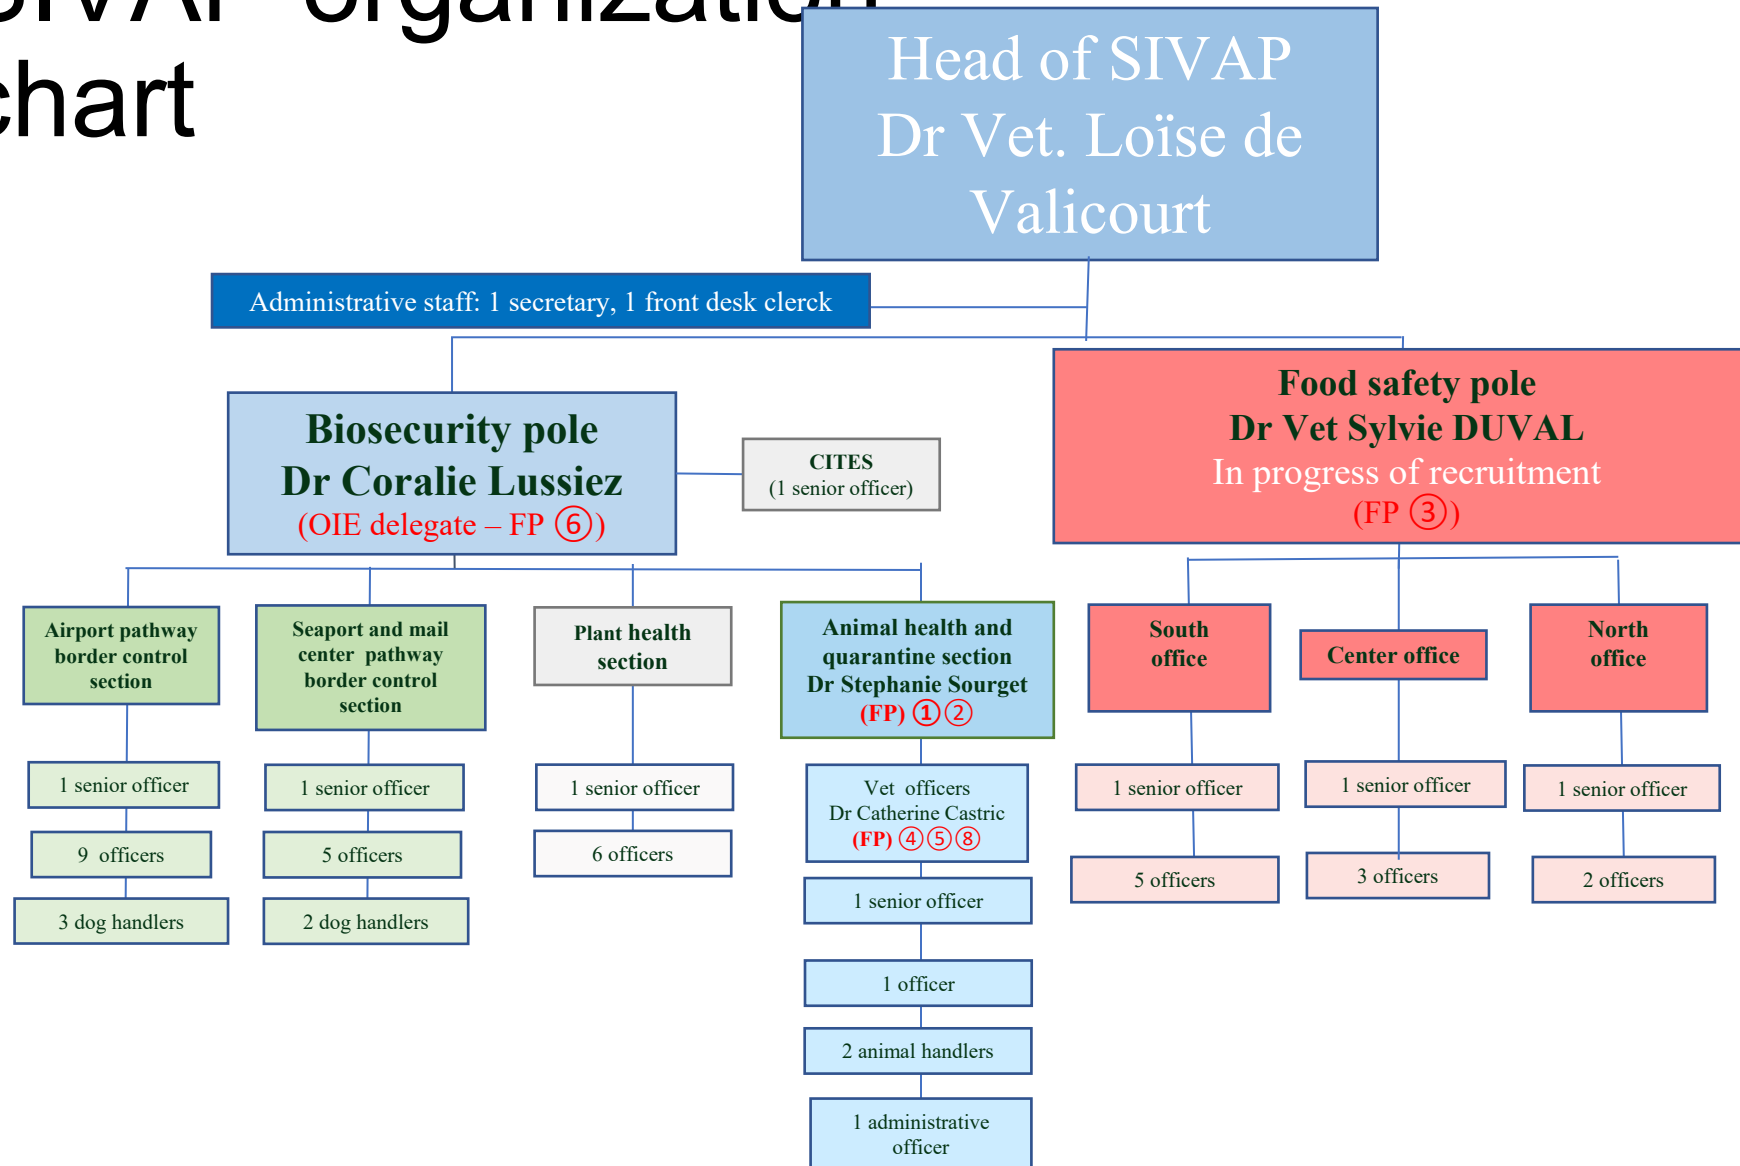 SIVAP organization
chart
Head of SIVAP
Dr Vet. Loïse de
Valicourt
Administrative staff: 1 secretary, 1 front desk clerck
Biosecurity pole
Dr Coralie Lussiez
(OIE delegate – FP ⑥)
CITES
(1 senior officer)
Food safety pole
Dr Vet Sylvie DUVAL
In progress of recruitment
(FP ③)
Airport pathway
border control
section
1 senior officer
9 officers
3 dog handlers
Seaport and mail
center pathway
border control
section
1 senior officer
5 officers
2 dog handlers
Plant health
section
1 senior officer
6 officers
Animal health and
quarantine section
Dr Stephanie Sourget
(FP) ①②
Vet officers
Dr Catherine Castric
(FP) ④⑤⑧
1 senior officer
1 officer
2 animal handlers
1 administrative
officer
South
office
1 senior officer
5 officers
Center office
1 senior officer
3 officers
North
office
1 senior officer
2 officers